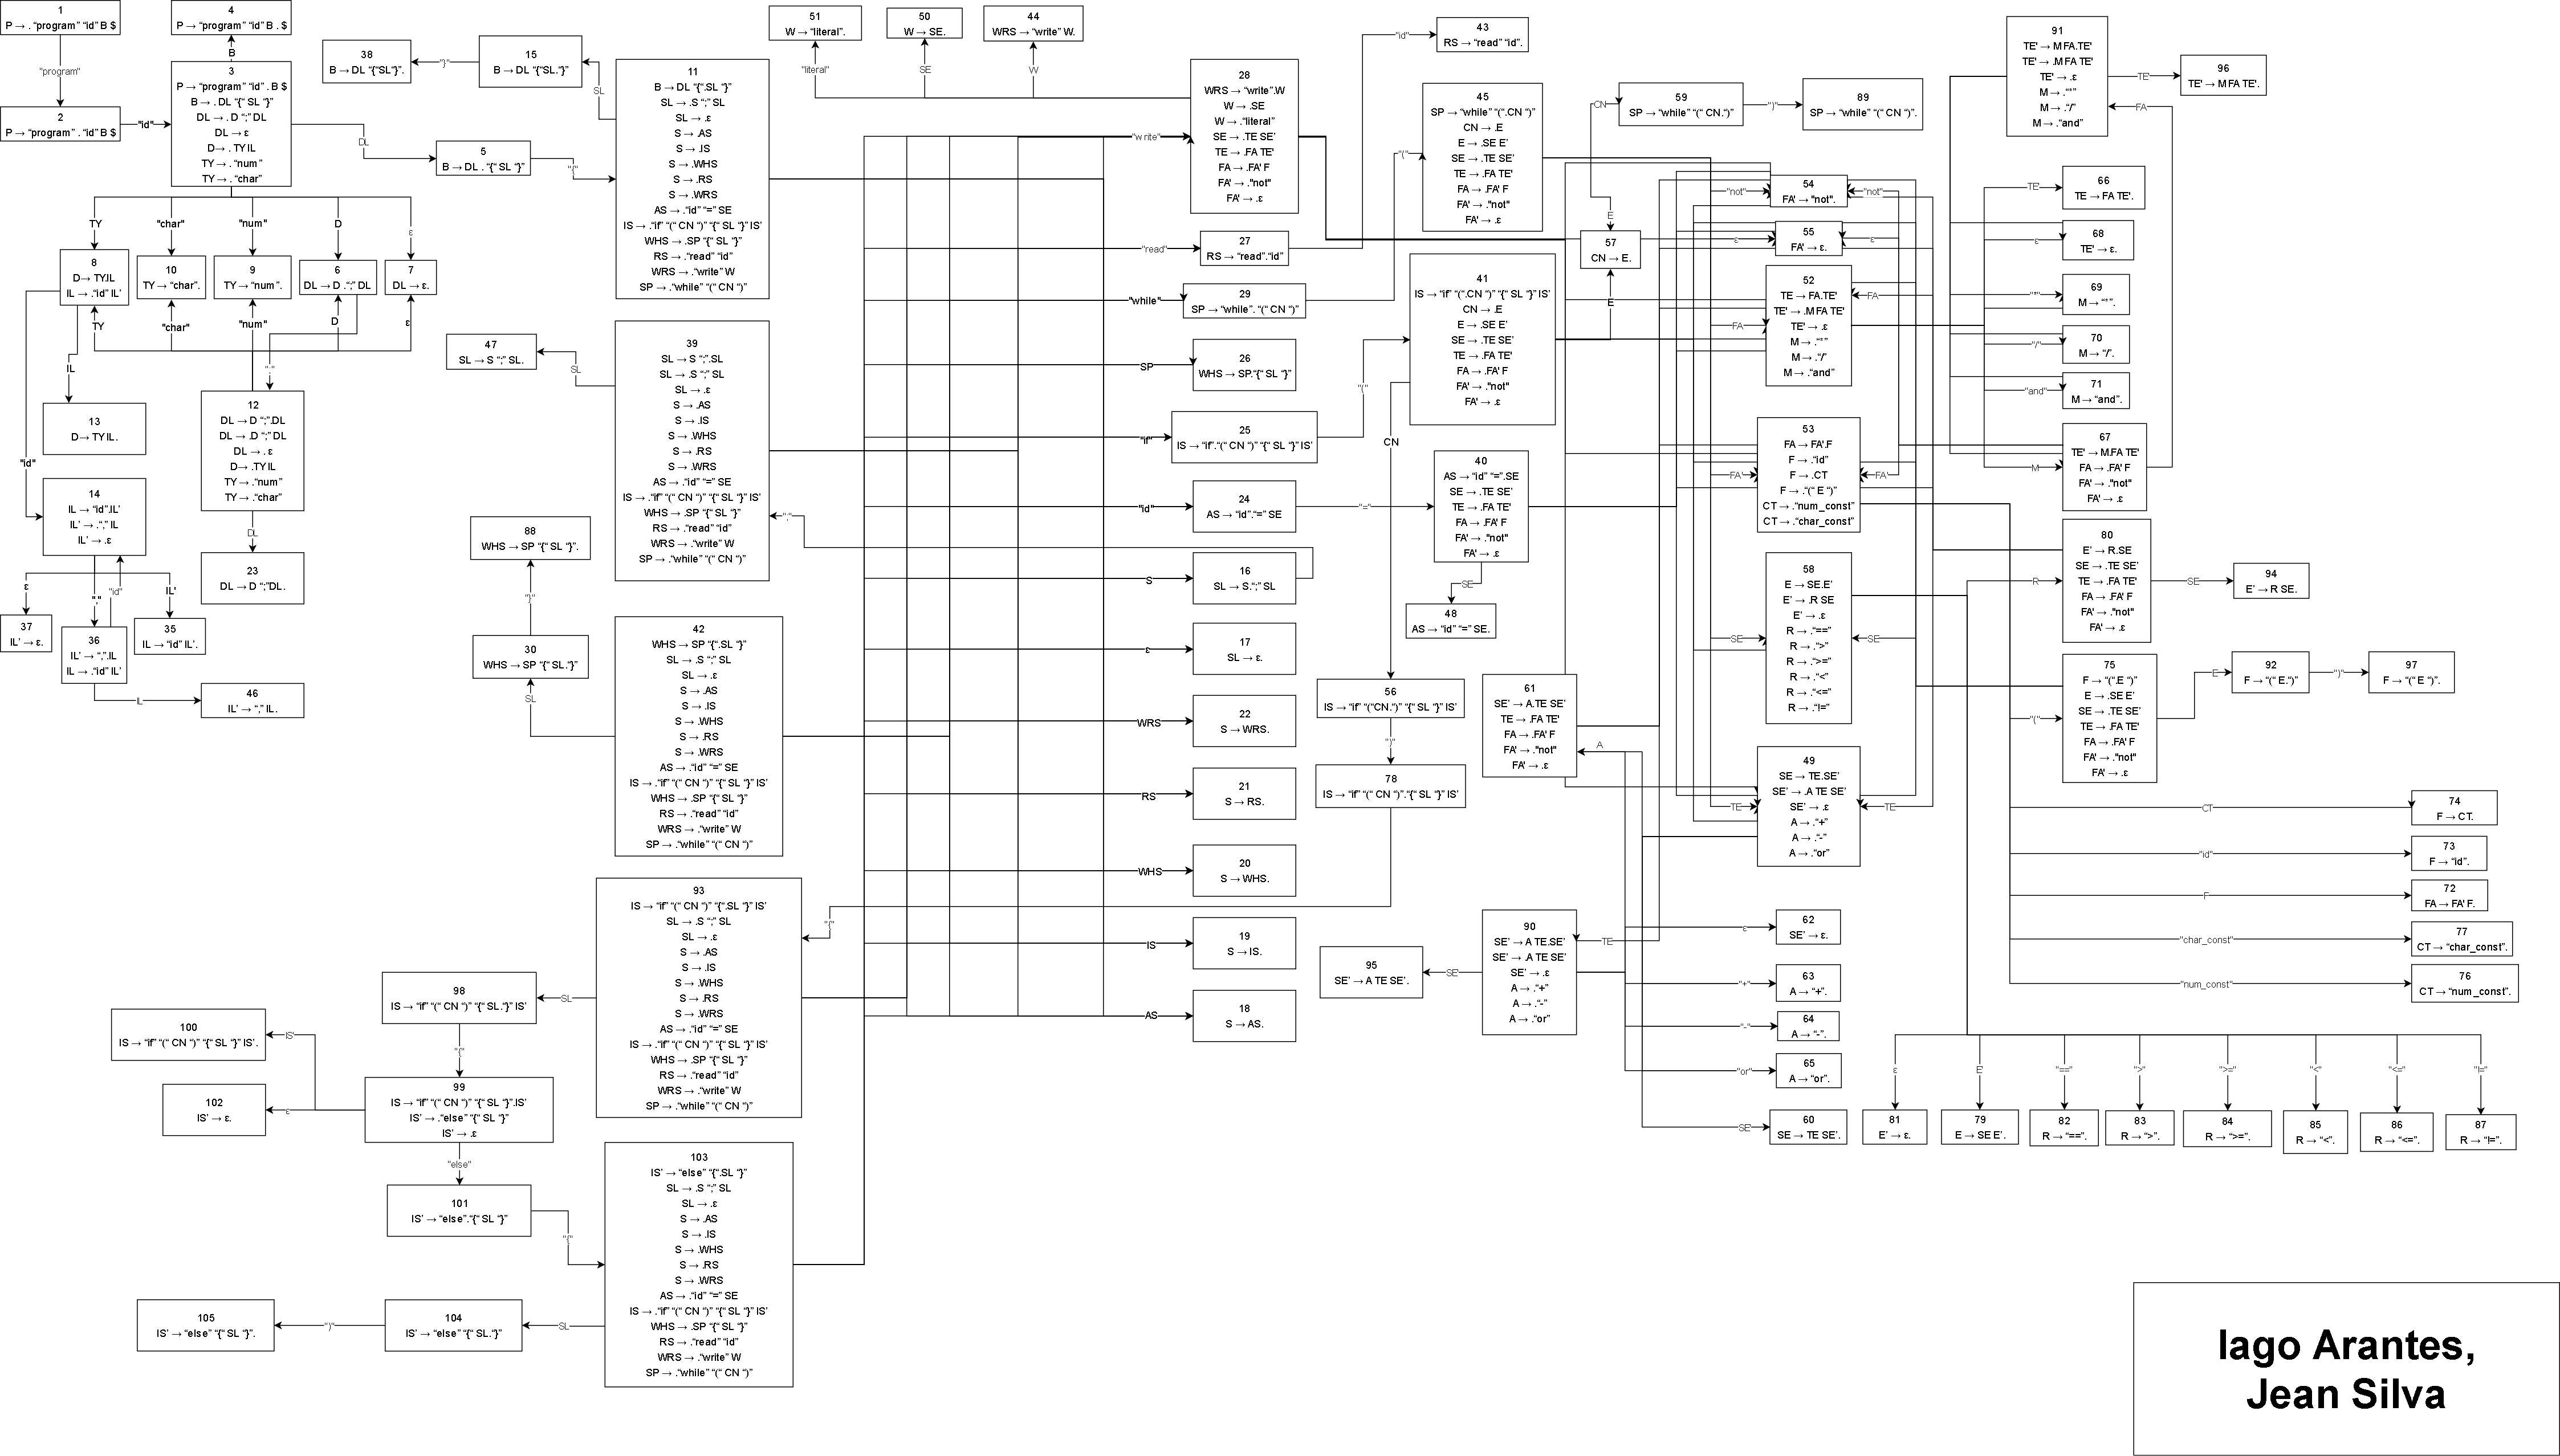 1
P → . “program” “id” B $
"program"
2
P → “program” . “id” B $
"id"
4
P → “program” “id” B . $
B
3
P → “program” “id” . B $
B → . DL “{“ SL “}”
DL → . D “;” DL
DL → ε
D → . TY IL
TY → . “num”
TY → . “char”
DL
5
B → DL . “{“ SL “}”
"{"
TY
"char"
"num"
D
ε
8
D → TY.IL
IL → .“id” IL’
10
TY → “char”.
9
TY → “num”.
6
DL → D .“;” DL
7
DL → ε.
TY
"char"
"num"
D
ε
";"
IL
13
D → TY IL.
12
DL → D “;”.DL
DL → .D “;” DL
DL → . ε
D → .TY IL
TY → .“num”
TY → .“char”
DL
23
DL → D “;”DL.
"id"
14
IL → “id”.IL’
IL’ → .“,” IL
IL’ → .ε
ε
","
"id"
IL'
37
IL’ → ε.
36
IL’ → “,”.IL
IL → .“id” IL’
35
IL → “id” IL’.
IL
46
IL’ → “,” IL.
38
B → DL “{“SL“}”.
"}"
15
B → DL “{“SL.“}”
SL
11
B → DL “{“.SL “}”
SL → .S “;” SL
SL → .ε
S → .AS
S → .IS
S → .WHS
S → .RS
S → .WRS
AS → .“id” “=” SE
IS → .“if” “(“ CN “)” “{“ SL “}” IS’
WHS → .SP “{“ SL “}”
RS → .“read” “id”
WRS → .“write” W
SP → .“while” “(“ CN “)”
47
SL → S “;” SL.
SL
39
SL → S “;”.SL
SL → .S “;” SL
SL → .ε
S → .AS
S → .IS
S → .WHS
S → .RS
S → .WRS
AS → .“id” “=” SE
IS → .“if” “(“ CN “)” “{“ SL “}” IS’
WHS → .SP “{“ SL “}”
RS → .“read” “id”
WRS → .“write” W
SP → .“while” “(“ CN “)”
";"
88
WHS → SP “{“ SL “}”.
"}"
30
WHS → SP “{“ SL.“}”
SL
42
WHS → SP “{“.SL “}”
SL → .S “;” SL
SL → .ε
S → .AS
S → .IS
S → .WHS
S → .RS
S → .WRS
AS → .“id” “=” SE
IS → .“if” “(“ CN “)” “{“ SL “}” IS’
WHS → .SP “{“ SL “}”
RS → .“read” “id”
WRS → .“write” W
SP → .“while” “(“ CN “)”
93
IS → “if” “(“ CN “)” “{“.SL “}” IS’
SL → .S “;” SL
SL → .ε
S → .AS
S → .IS
S → .WHS
S → .RS
S → .WRS
AS → .“id” “=” SE
IS → .“if” “(“ CN “)” “{“ SL “}” IS’
WHS → .SP “{“ SL “}”
RS → .“read” “id”
WRS → .“write” W
SP → .“while” “(“ CN “)”
"{"
SL
98
IS → “if” “(“ CN “)” “{“ SL.“}” IS’
99
IS → “if” “(“ CN “)” “{“ SL “}”.IS’
IS’ → .“else” “{“ SL “}”
IS’ → .ε
IS'
100
IS → “if” “(“ CN “)” “{“ SL “}” IS’.
ε
102
IS’ → ε.
"else"
101
IS’ → “else”.“{“ SL “}”
"{"
103
IS’ → “else” “{“.SL “}”
SL → .S “;” SL
SL → .ε
S → .AS
S → .IS
S → .WHS
S → .RS
S → .WRS
AS → .“id” “=” SE
IS → .“if” “(“ CN “)” “{“ SL “}” IS’
WHS → .SP “{“ SL “}”
RS → .“read” “id”
WRS → .“write” W
SP → .“while” “(“ CN “)”
SL
104
IS’ → “else” “{“ SL.“}”
105
IS’ → “else” “{“ SL “}”.
51
W → “literal”.
50
W → SE.
44
WRS → “write” W.
"literal"
SE
W
28
WRS → “write”.W
W → .SE
W → .“literal”
SE → .TE SE’
TE → .FA TE'
FA → .FA' F
FA' → ."not"
FA' → .ε
"write"
"read"
27
RS → “read”.“id”
"id"
43
RS → “read” “id”.
"while"
29
SP → “while”. “(“ CN “)”
"("
SP
26
WHS → SP.“{“ SL “}”
"if"
25
IS → “if”.“(“ CN “)” “{“ SL “}” IS’
"("
"id"
24
AS → “id”.“=” SE
"="
S
16
SL → S.“;” SL
ε
17
SL → ε.
WRS
22
S → WRS.
RS
21
S → RS.
WHS
20
S → WHS.
IS
19
S → IS.
AS
18
S → AS.
45
SP → “while” “(“.CN “)”
CN → .E
E → .SE E’
SE → .TE SE’
TE → .FA TE'
FA → .FA' F
FA' → ."not"
FA' → .ε
41
IS → “if” “(“.CN “)” “{“ SL “}” IS’
CN → .E
E → .SE E’
SE → .TE SE’
TE → .FA TE'
FA → .FA' F
FA' → ."not"
FA' → .ε
CN
40
AS → “id” “=”.SE
SE → .TE SE’
TE → .FA TE'
FA → .FA' F
FA' → ."not"
FA' → .ε
SE
48
AS → “id” “=” SE.
56
IS → “if” “(“CN.“)” “{“ SL “}” IS’
")"
78
IS → “if” “(“ CN “)”.“{“ SL “}” IS’
CN
59
SP → “while” “(“ CN.“)”
")"
89
SP → “while” “(“ CN “)”.
E
57
CN → E.
E
"not"
54
FA' → "not".
"not"
ε
55
FA' → ε.
ε
52
TE → FA.TE'
TE' → .M FA TE'
TE' → .ε
M → .“*”
M → .“/”
M → .“and”
FA
FA
53
FA → FA'.F
F → .“id”
F → .CT
F → .“(“ E “)”
CT → .“num_const”
CT → .“char_const”
FA'
FA'
58
E → SE.E’
E’ → .R SE
E’ → .ε
R → .“==”
R → .“>”
R → .“>=”
R → .“<”
R → .“<=”
R → .“!=”
SE
SE
49
SE → TE.SE’
SE’ → .A TE SE’
SE’ → .ε
A → .“+”
A → .“-”
A → .“or”
TE
TE
61
SE’ → A.TE SE’
TE → .FA TE'
FA → .FA' F
FA' → ."not"
FA' → .ε
A
90
SE’ → A TE.SE’
SE’ → .A TE SE’
SE’ → .ε
A → .“+”
A → .“-”
A → .“or”
TE
SE'
95
SE’ → A TE SE’.
ε
62
SE’ → ε.
"+"
63
A → “+”.
"-"
64
A → “-”.
"or"
65
A → “or”.
SE'
60
SE → TE SE’.
91
TE' → M FA.TE'
TE' → .M FA TE'
TE' → .ε
M → .“*”
M → .“/”
M → .“and”
TE'
96
TE' → M FA TE'.
FA
TE'
66
TE → FA TE'.
ε
68
TE' → ε.
"*"
69
M → “*”.
"/"
70
M → “/”.
"and"
71
M → “and”.
M
67
TE' → M.FA TE'
FA → .FA' F
FA' → ."not"
FA' → .ε
R
80
E’ → R.SE
SE → .TE SE’
TE → .FA TE'
FA → .FA' F
FA' → ."not"
FA' → .ε
SE
94
E’ → R SE.
"("
75
F → “(“.E “)”
E → .SE E’
SE → .TE SE’
TE → .FA TE'
FA → .FA' F
FA' → ."not"
FA' → .ε
E
92
F → “(“ E.“)”
")"
97
F → “(“ E “)”.
CT
74
F → CT.
"id"
73
F → “id”.
F
72
FA → FA' F.
"char_const"
77
CT → “char_const”.
"num_const"
76
CT → “num_const”.
ε
E'
"=="
">"
">="
"<"
"<="
"!="
81
E’ → ε.
79
E → SE E’.
82
R → “==”.
83
R → “>”.
84
R → “>=”.
85
R → “<”.
86
R → “<=”.
87
R → “!=”.
Iago Arantes,
Jean Silva